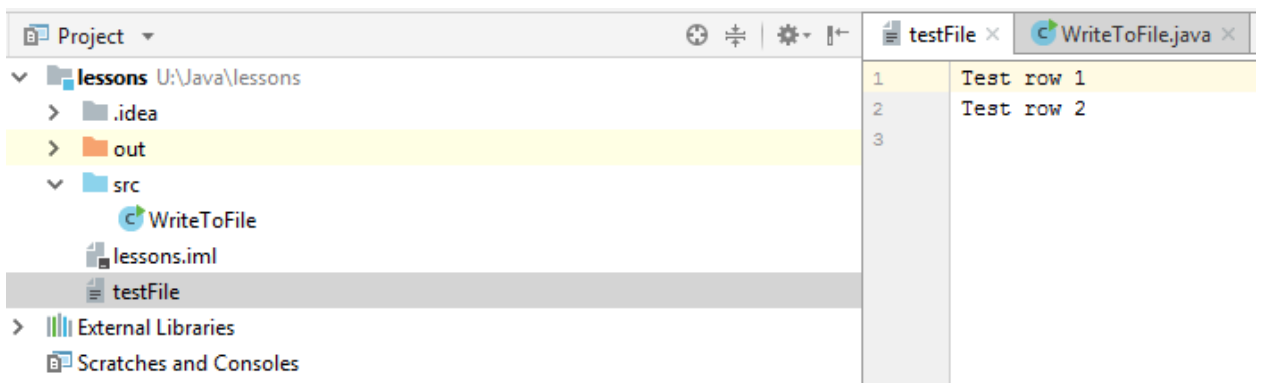 Project
lessons U:\Java\lessons
.idea
out
src
C WriteToFile
lessons.iml
testFile
External Libraries
Scratches and Consoles
testFile C WriteToFile.java
1 Test row 1
2 Test row 2
3